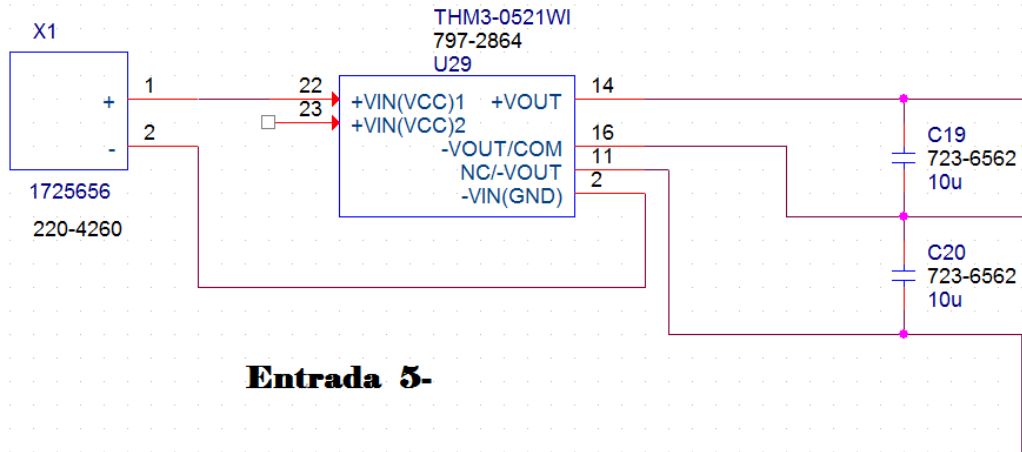 THM3-0521WI
797-2864
U29
X1
1
+
2
-
1725656
220-4260
22
+VIN(VCC)1
23
+VIN(VCC)2
+VOUT
14
-VOUT/COM
16
NC/-VOUT
11
-VIN(GND)
2
C19
723-6562
10u
C20
723-6562
10u
Entrada 5-